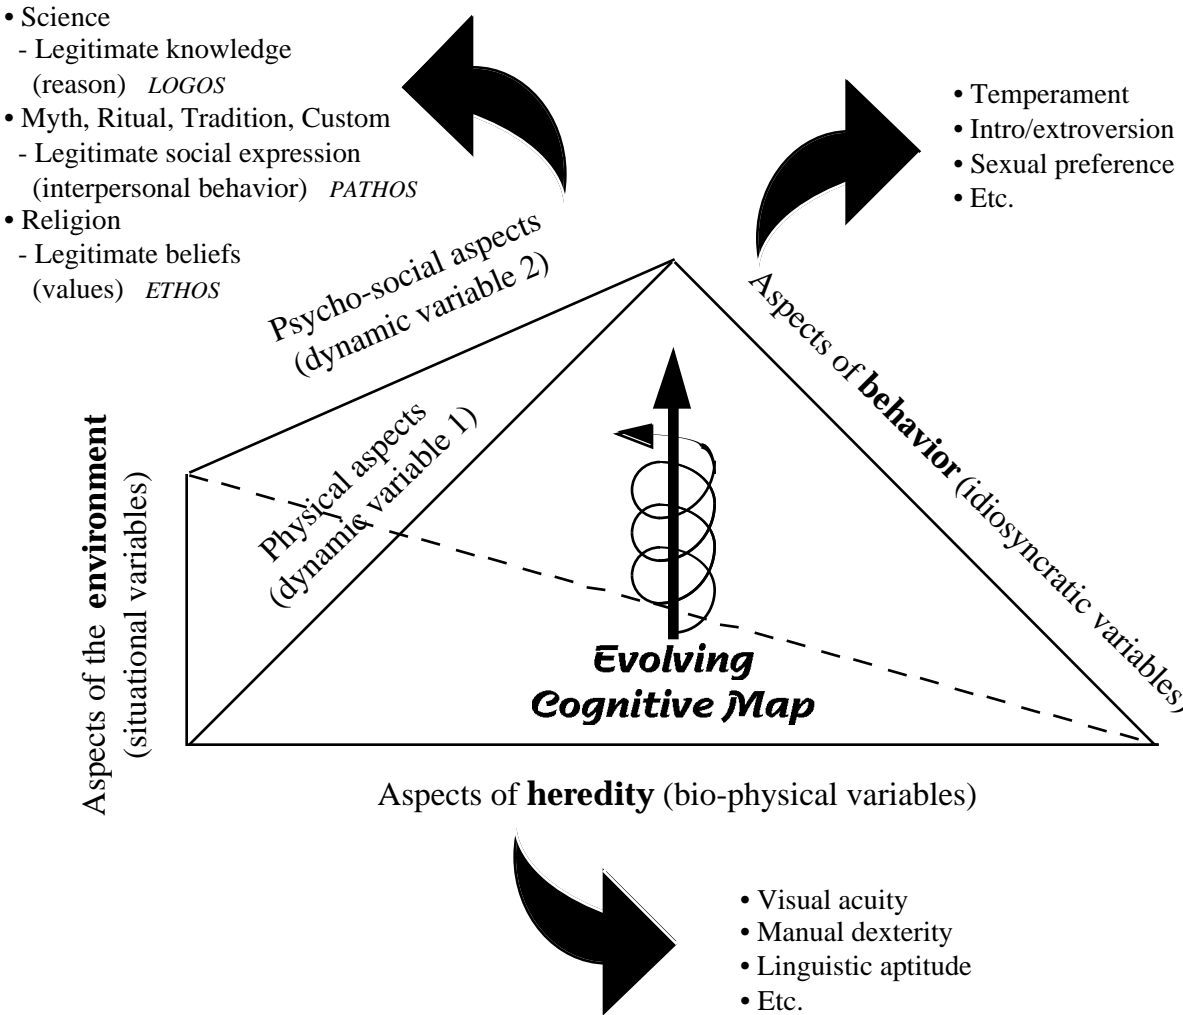 • Science
- Legitimate knowledge
(reason) LOGOS
• Myth, Ritual, Tradition, Custom
- Legitimate social expression
(interpersonal behavior) PATHOS
• Religion
- Legitimate beliefs
(values) ETHOS
• Temperament
• Intro/extroversion
• Sexual preference
• Etc.
Psycho-social aspects
(dynamic variable 2)
Physical aspects
(dynamic variable 1)
Aspects of behavior (idiosyncratic variables)
Aspects of the environment
(situational variables)
Evolving
Cognitive Map
Aspects of heredity (bio-physical variables)
• Visual acuity
• Manual dexterity
• Linguistic aptitude
• Etc.